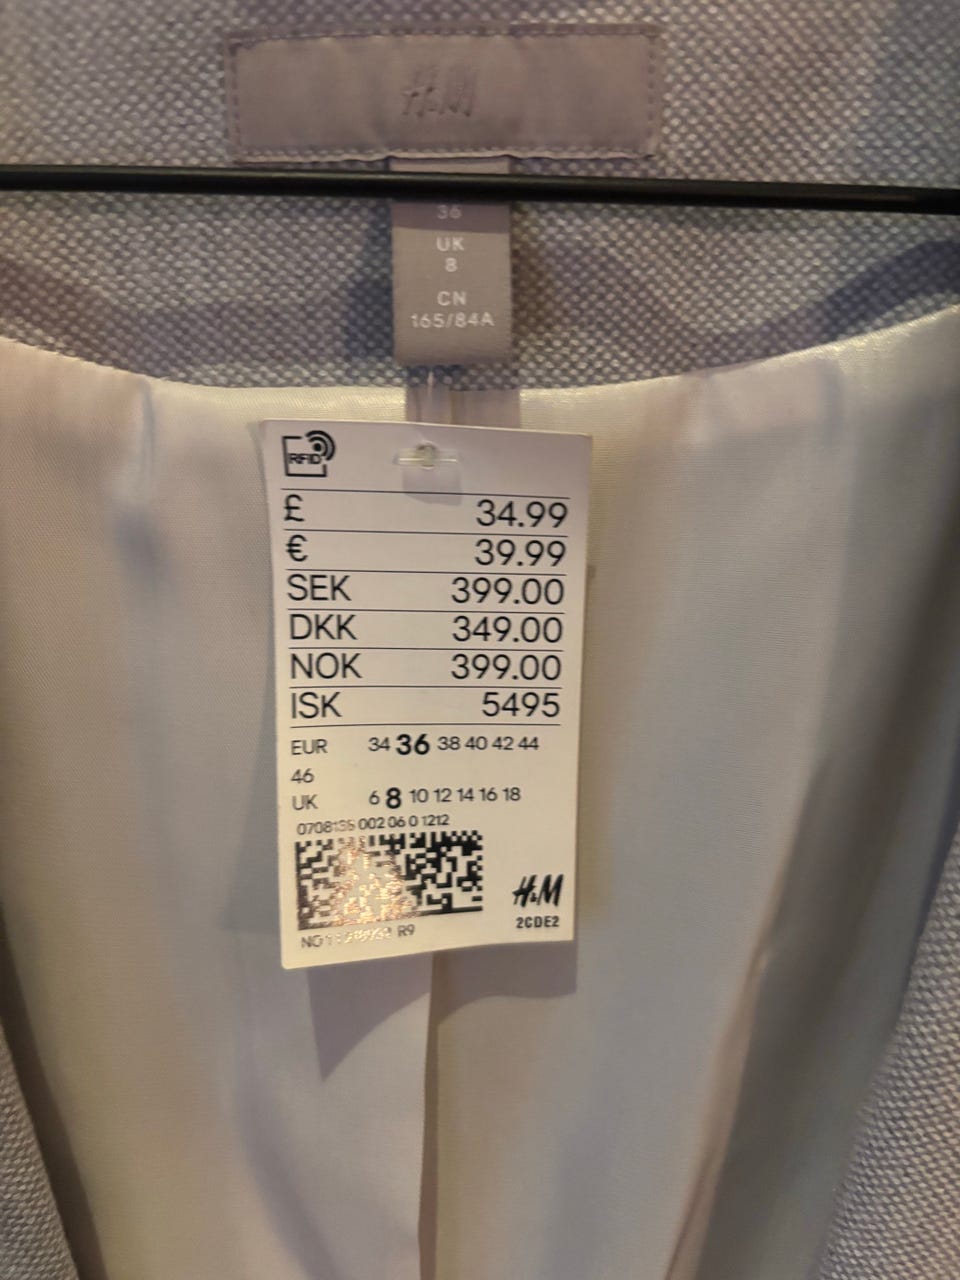 H&M
36
UK
8
CN
165/84A
RFID
£ 34.99
€ 39.99
SEK 399.00
DKK 349.00
NOK 399.00
ISK 5495
EUR 34 36 38 40 42 44
46
UK 6 8 10 12 14 16 18
002 06 0 1212
H&M
2CDE2
R9